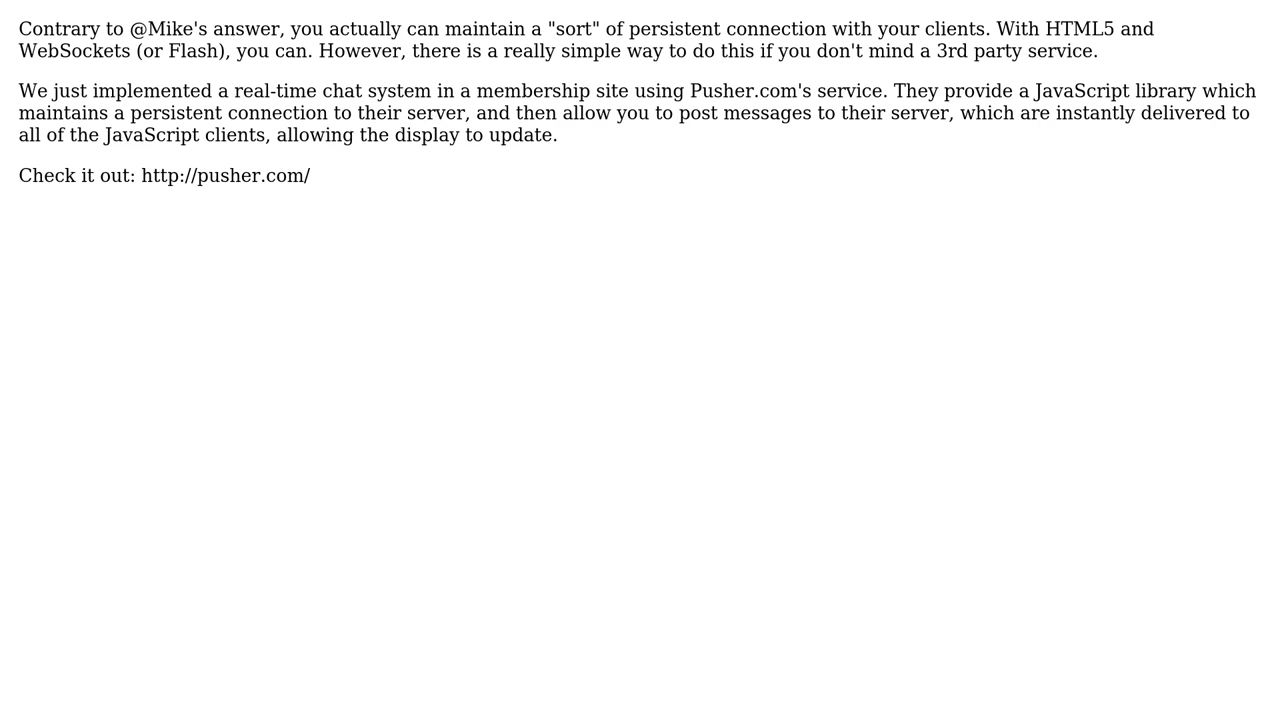 Contrary to @Mike's answer, you actually can maintain a "sort" of persistent connection with your clients. With HTML5 and
WebSockets (or Flash), you can. However, there is a really simple way to do this if you don't mind a 3rd party service.
We just implemented a real-time chat system in a membership site using Pusher.com's service. They provide a JavaScript library which
maintains a persistent connection to their server, and then allow you to post messages to their server, which are instantly delivered to
all of the JavaScript clients, allowing the display to update.
Check it out: http://pusher.com/